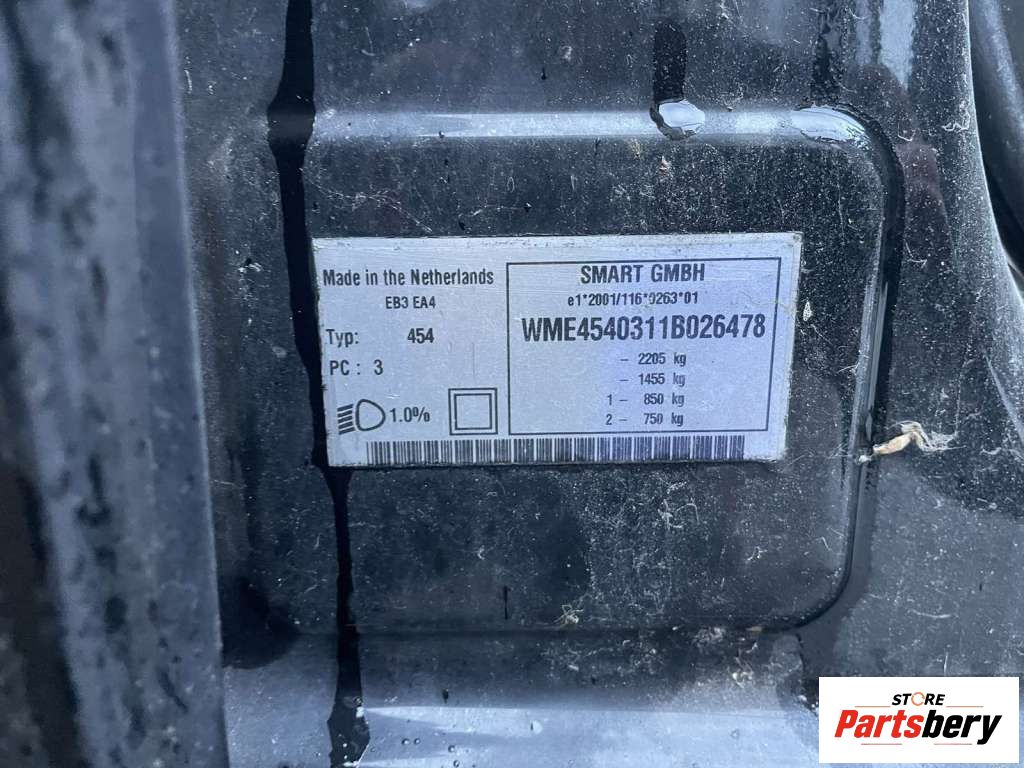 Made in the Netherlands
EB3 EA4
Typ: 454
PC : 3
1.0%
SMART GMBH
e1*2001/116*0263*01
WME4540311B026478
– 2205 kg
– 1455 kg
1 – 850 kg
2 – 750 kg
STORE
Partsbery